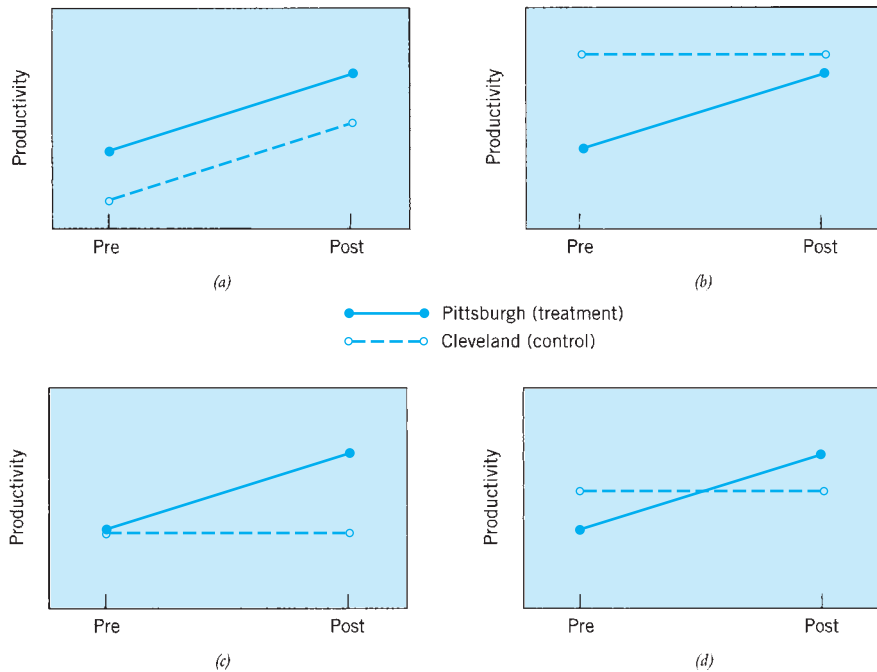 Productivity
Productivity
Pre Post
Pre Post
(a)
(b)
Pittsburgh (treatment)
Cleveland (control)
Productivity
Productivity
Pre Post
Pre Post
(c)
(d)